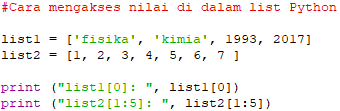 #Cara mengakses nilai di dalam list Python
list1 = ['fisika', 'kimia', 1993, 2017]
list2 = [1, 2, 3, 4, 5, 6, 7 ]
print ("list1[0]: ", list1[0])
print ("list2[1:5]: ", list2[1:5])